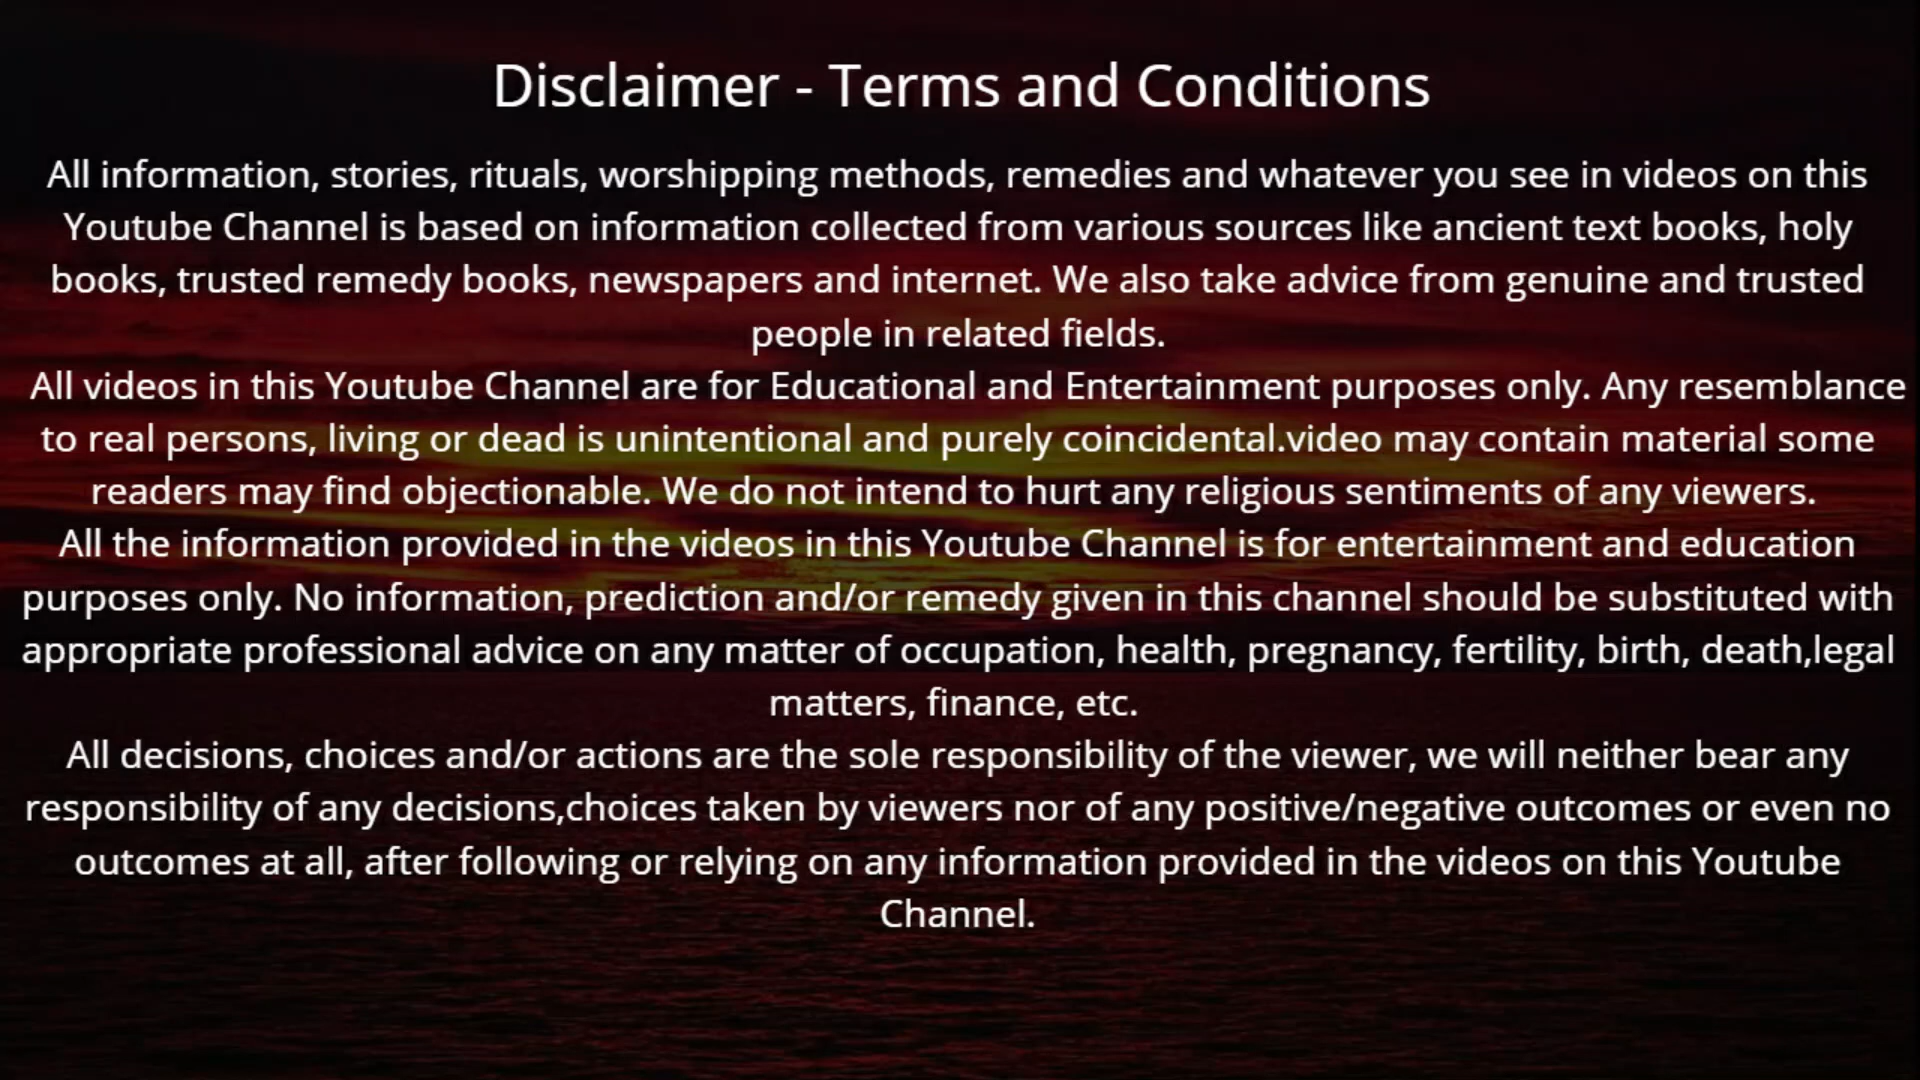 Disclaimer - Terms and Conditions
All information, stories, rituals, worshipping methods, remedies and whatever you see in videos on this
Youtube Channel is based on information collected from various sources like ancient text books, holy
books, trusted remedy books, newspapers and internet. We also take advice from genuine and trusted
people in related fields.
All videos in this Youtube Channel are for Educational and Entertainment purposes only. Any resemblance
to real persons, living or dead is unintentional and purely coincidental.video may contain material some
readers may find objectionable. We do not intend to hurt any religious sentiments of any viewers.
All the information provided in the videos in this Youtube Channel is for entertainment and education
purposes only. No information, prediction and/or remedy given in this channel should be substituted with
appropriate professional advice on any matter of occupation, health, pregnancy, fertility, birth, death,legal
matters, finance, etc.
All decisions, choices and/or actions are the sole responsibility of the viewer, we will neither bear any
responsibility of any decisions,choices taken by viewers nor of any positive/negative outcomes or even no
outcomes at all, after following or relying on any information provided in the videos on this Youtube
Channel.